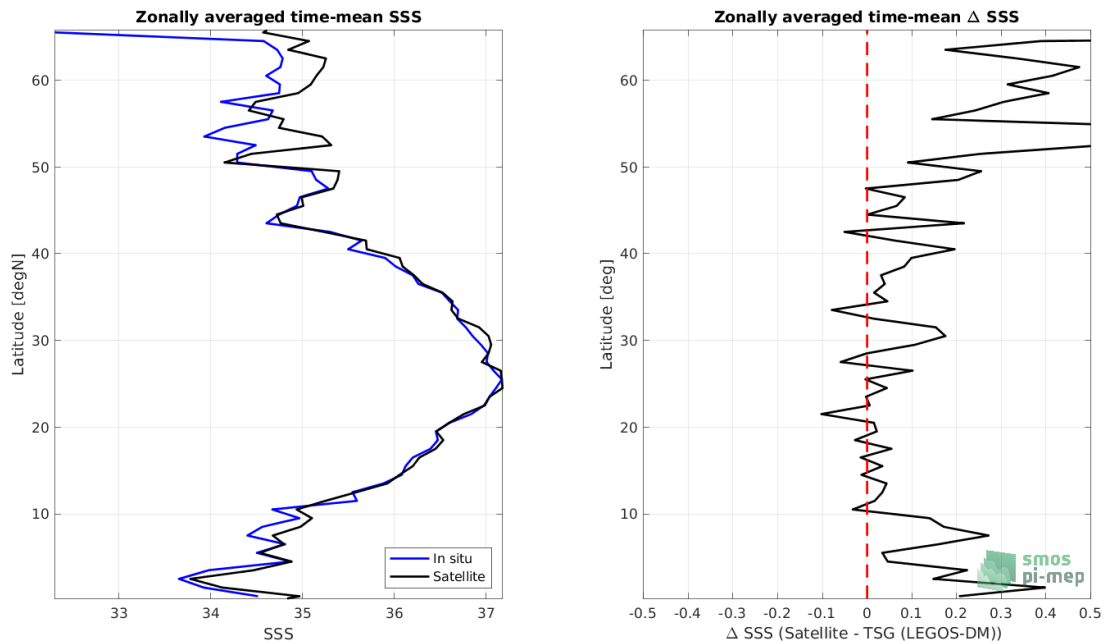 Zonally averaged time-mean SSS
60
50
40
30
20
10
Latitude [degN]
33
34
35
36
37
SSS
In situ
Satellite
Zonally averaged time-mean Δ SSS
60
50
40
30
20
10
Latitude [deg]
-0.5
-0.4
-0.3
-0.2
-0.1
0
0.1
0.2
0.3
0.4
0.5
Δ SSS (Satellite - TSG (LEGOS-DM))
smos
pi-mep